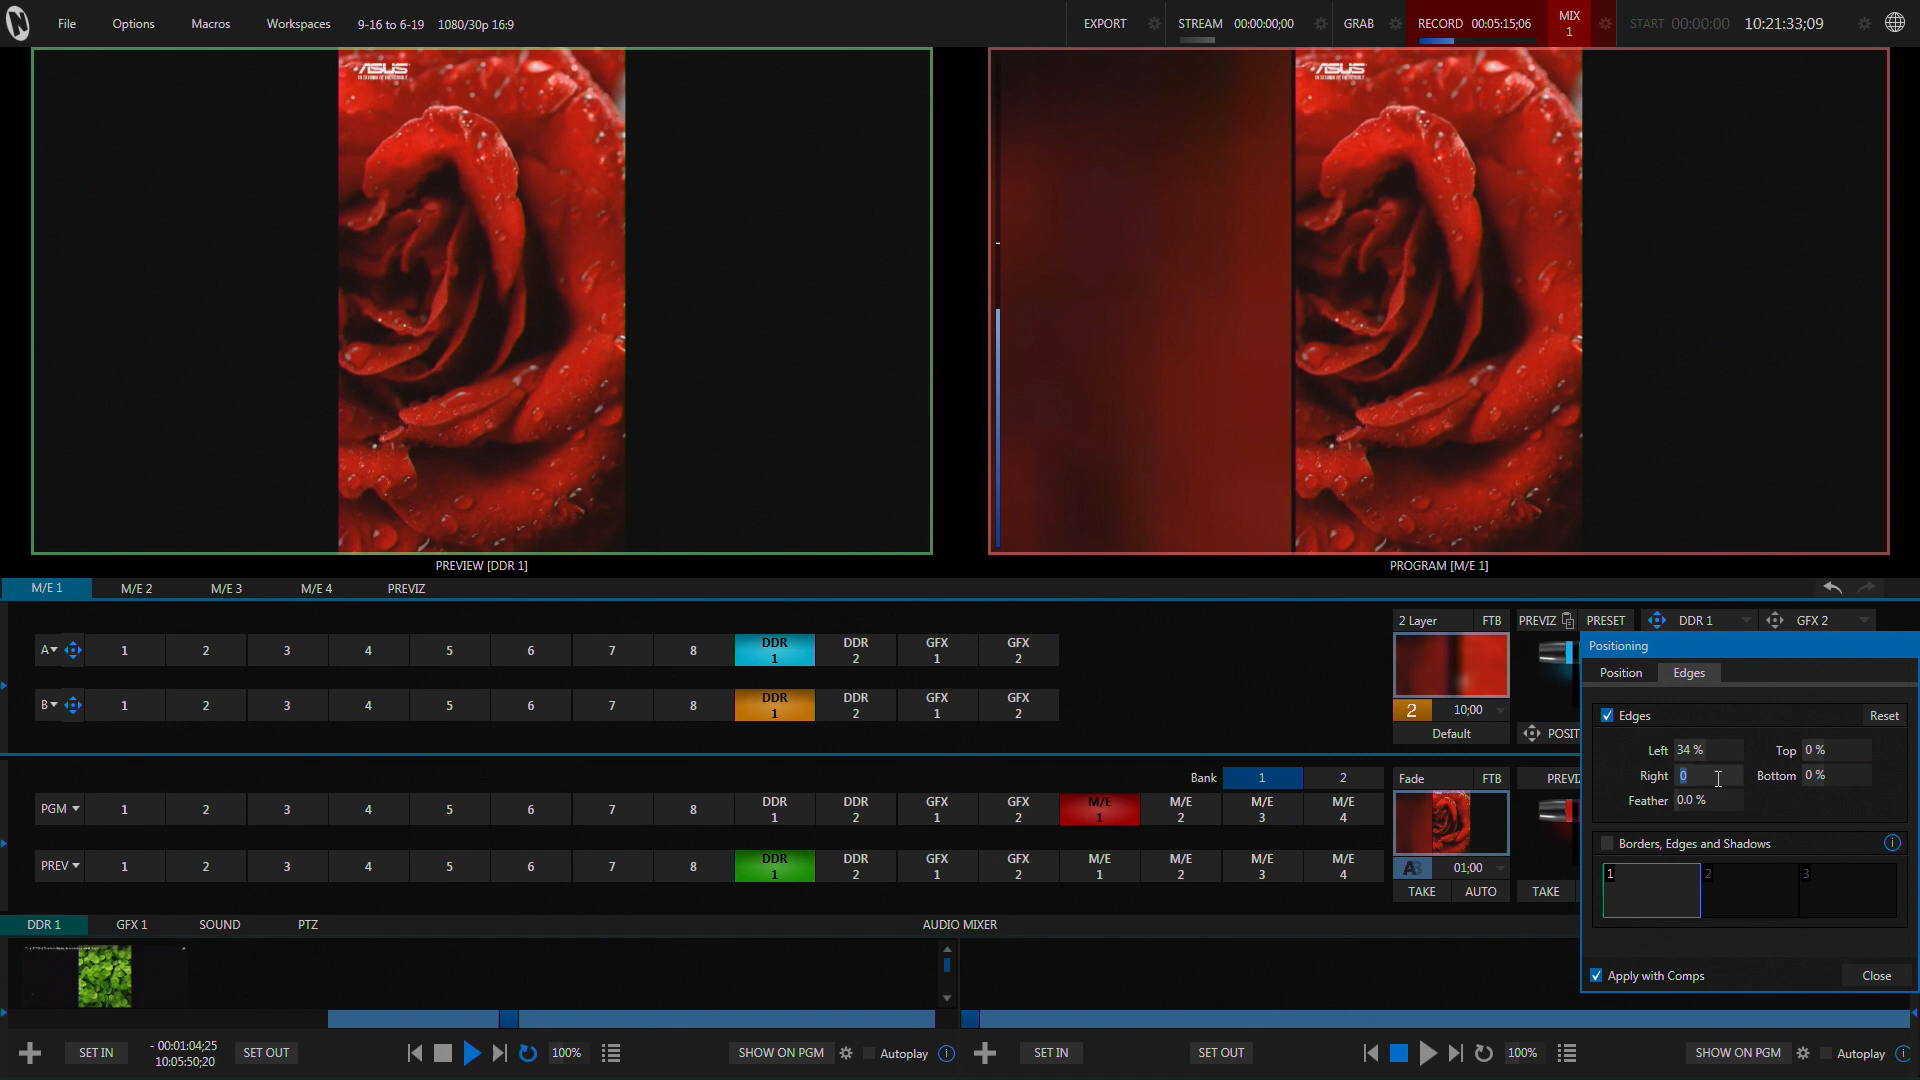 File Options Macros Workspaces 9-16 to 6-19 1080/30p 16:9 EXPORT STREAM 00:00:00;00 GRAB RECORD 00:05:15;06 MIX 1 START 00:00:00 10:21:33;09
ASUS
ASUS
PREVIEW [DDR 1] PROGRAM [M/E 1]
M/E 1 M/E 2 M/E 3 M/E 4 PREVIZ
2 Layer FTB PREVIZ PRESET DDR 1 GFX 2
Positioning
Position Edges
A 1 2 3 4 5 6 7 8 DDR 1 DDR 2 GFX 1 GFX 2
B 1 2 3 4 5 6 7 8 DDR 1 DDR 2 GFX 1 GFX 2
2 10;00
Default POSIT
Edges Reset
Left 34 % Top 0 %
Right 0 Bottom 0 %
Feather 0.0 %
Bank 1 2 Fade FTB PREVIZ
PGM 1 2 3 4 5 6 7 8 DDR 1 DDR 2 GFX 1 GFX 2 M/E 1 M/E 2 M/E 3 M/E 4
Borders, Edges and Shadows
1 2 3
PREV 1 2 3 4 5 6 7 8 DDR 1 DDR 2 GFX 1 GFX 2 M/E 1 M/E 2 M/E 3 M/E 4
01;00
TAKE AUTO TAKE
DDR 1 GFX 1 SOUND PTZ AUDIO MIXER
Apply with Comps Close
SET IN - 00:01:04;25 SET OUT 100% SHOW ON PGM Autoplay SET IN SET OUT 100% SHOW ON PGM Autoplay
10:05:50;20